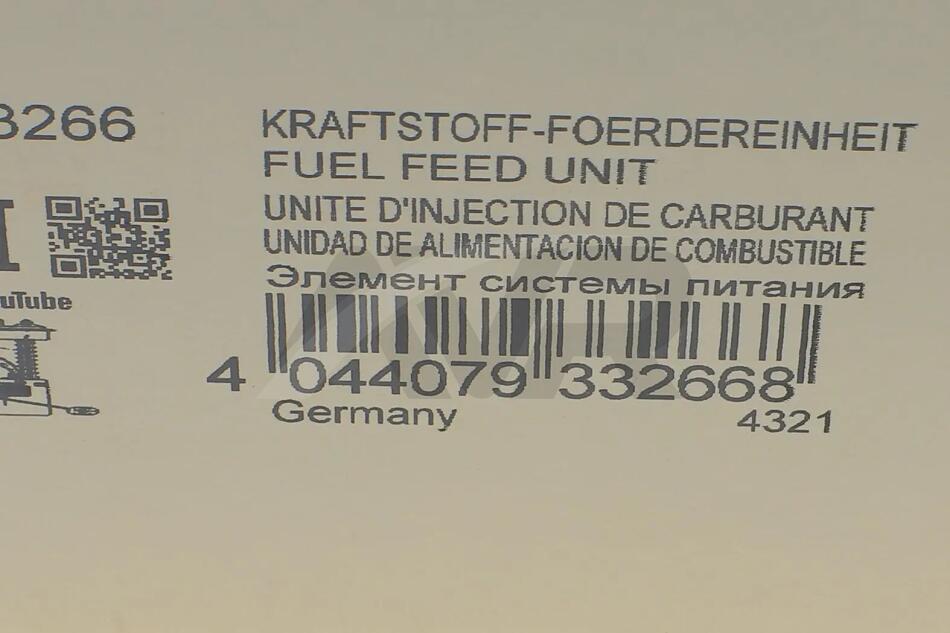 3266
KRAFTSTOFF-FOERDEREINHEIT
FUEL FEED UNIT
UNITE D'INJECTION DE CARBURANT
UNIDAD DE ALIMENTACION DE COMBUSTIBLE
Элемент системы питания
uTube
4 044079 332668
Germany
4321